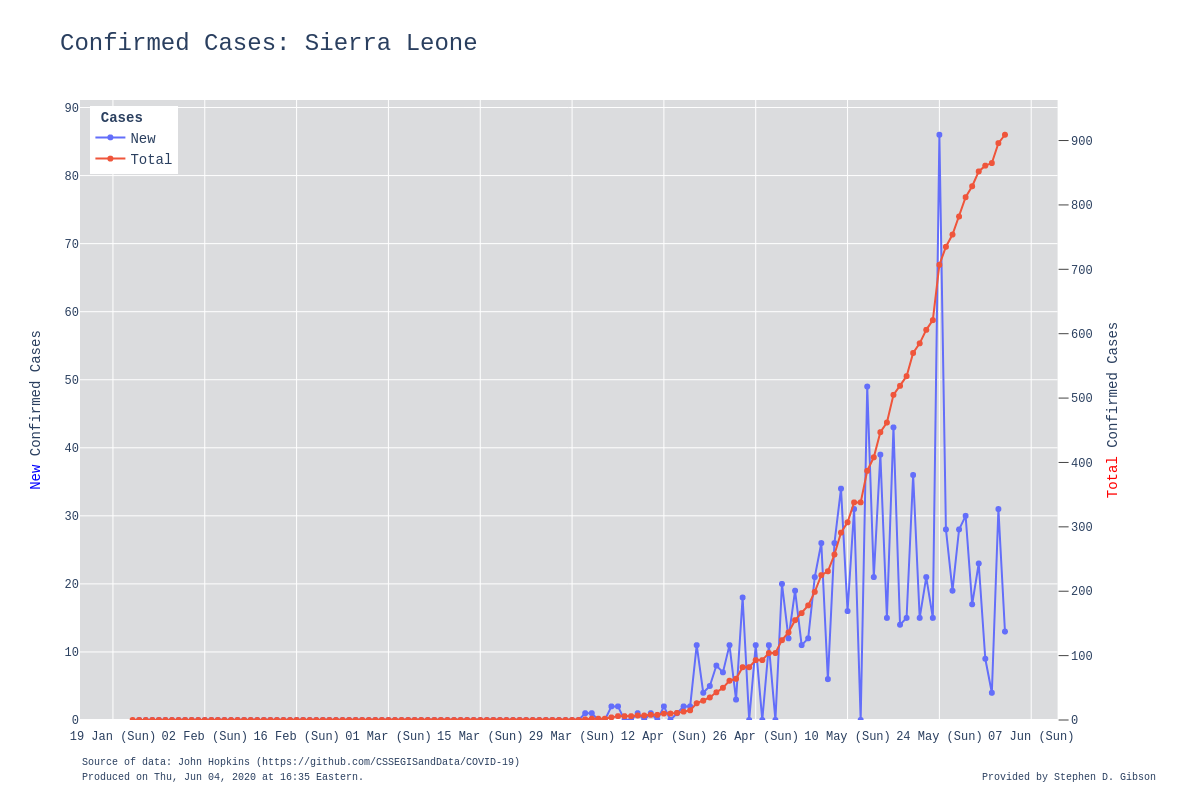 Confirmed Cases: Sierra Leone
Cases
New
Total
90
80
70
60
50
40
30
20
10
0
New Confirmed Cases
900
800
700
600
500
400
300
200
100
0
Total Confirmed Cases
19 Jan (Sun) 02 Feb (Sun) 16 Feb (Sun) 01 Mar (Sun) 15 Mar (Sun) 29 Mar (Sun) 12 Apr (Sun) 26 Apr (Sun) 10 May (Sun) 24 May (Sun) 07 Jun (Sun)
Source of data: John Hopkins (https://github.com/CSSEGISandData/COVID-19)
Produced on Thu, Jun 04, 2020 at 16:35 Eastern.
Provided by Stephen D. Gibson